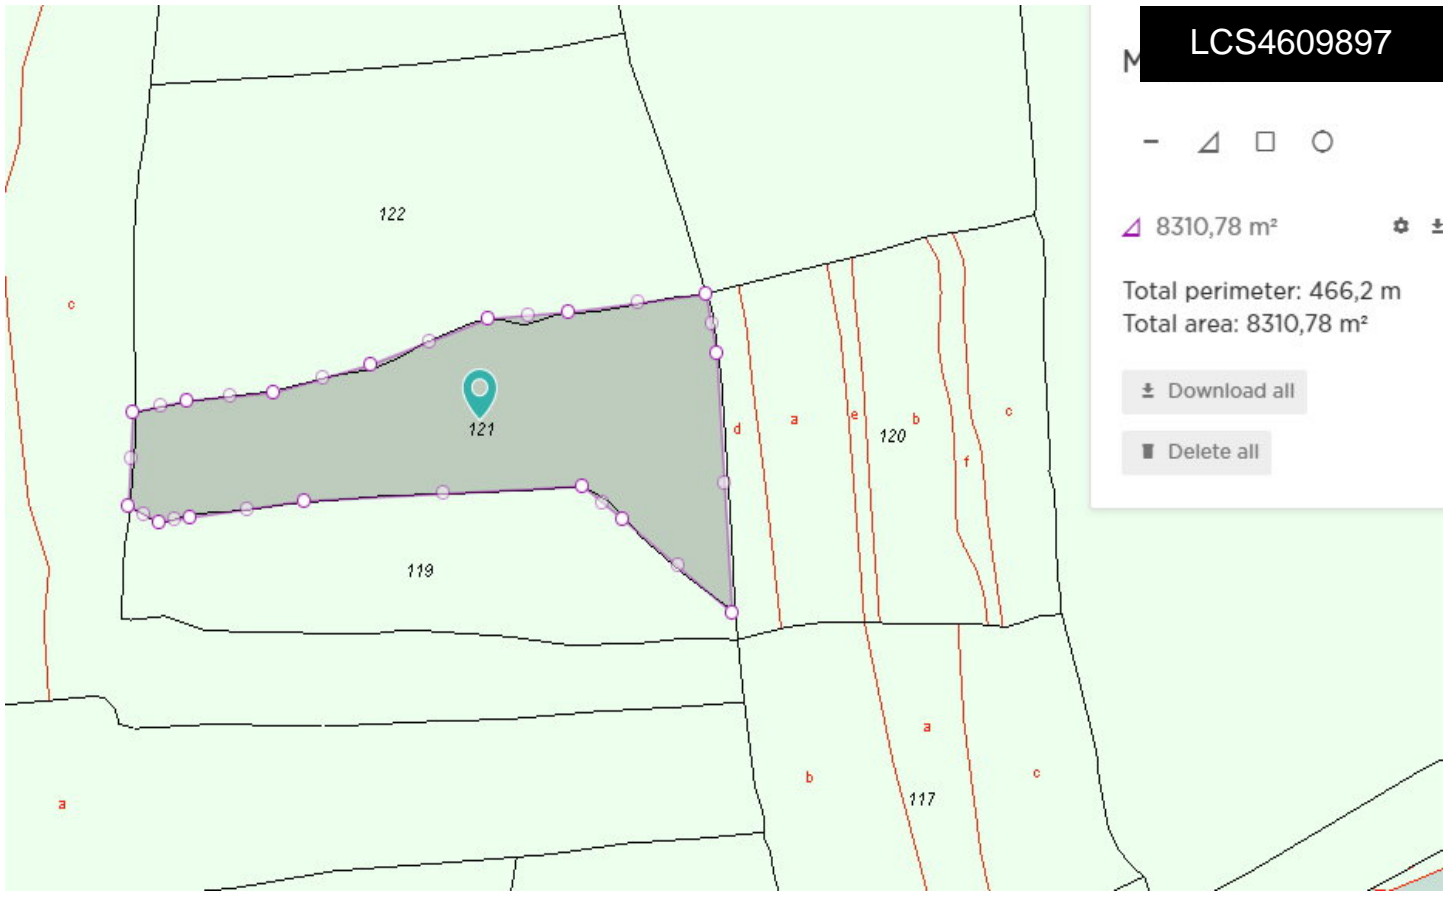 LCS4609897
M
8310,78 m²
Total perimeter: 466,2 m
Total area: 8310,78 m²
Download all
Delete all
122
c
121
d
a
e
b
120
c
f
119
a
b
117
c
a